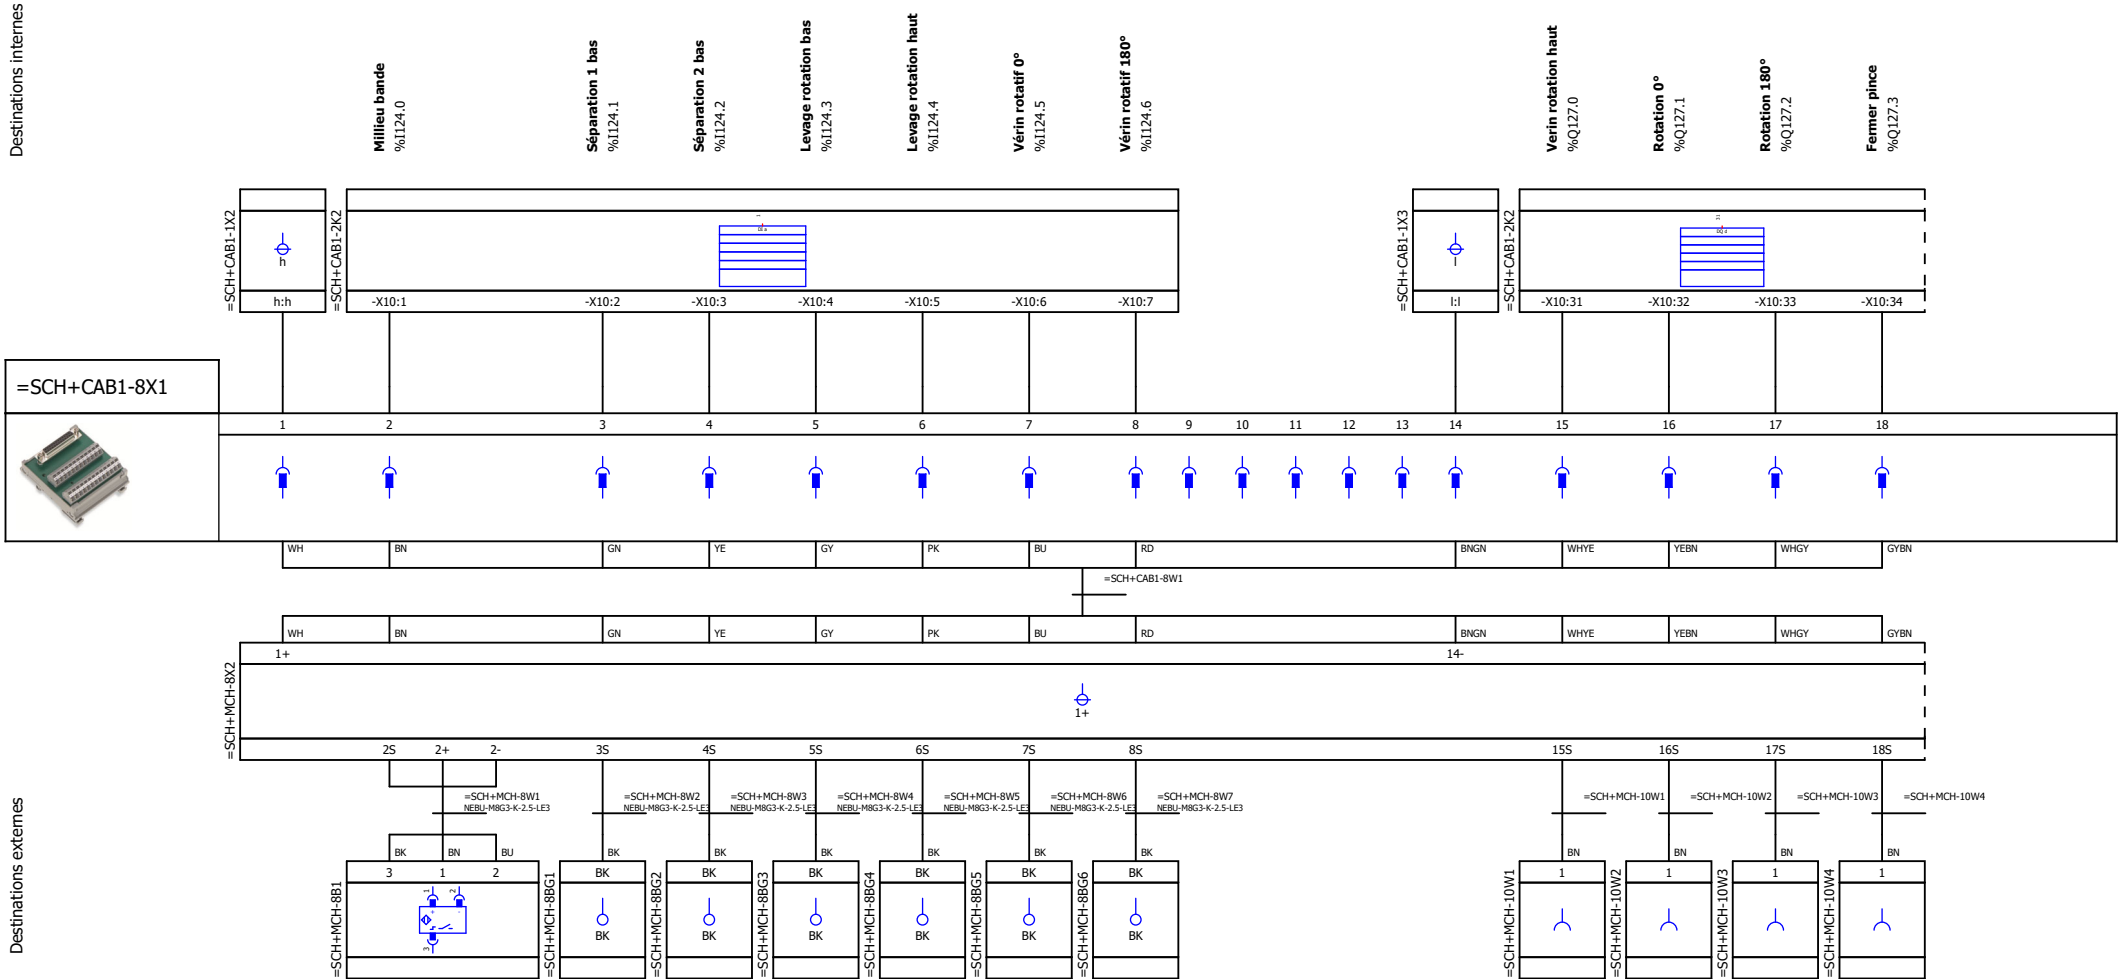 Destinations internes
Millieu bande
%I124.0
Séparation 1 bas
%I124.1
Séparation 2 bas
%I124.2
Levage rotation bas
%I124.3
Levage rotation haut
%I124.4
Vérin rotatif 0°
%I124.5
Vérin rotatif 180°
%I124.6
Verin rotation haut
%Q127.0
Rotation 0°
%Q127.1
Rotation 180°
%Q127.2
Fermer pince
%Q127.3
=SCH+CAB1-1X2
h
h:h
=SCH+CAB1-2K2
-X10:1 -X10:2 -X10:3 -X10:4 -X10:5 -X10:6 -X10:7
=SCH+CAB1-1X3
l
l:l
=SCH+CAB1-2K2
-X10:31 -X10:32 -X10:33 -X10:34
=SCH+CAB1-8X1
1 2 3 4 5 6 7 8 9 10 11 12 13 14 15 16 17 18
WH BN GN YE GY PK BU RD BNGN WHYE YEBN WHGY GYBN
=SCH+CAB1-8W1
WH BN GN YE GY PK BU RD BNGN WHYE YEBN WHGY GYBN
=SCH+MCH-8X2
1+ 14-
1+
2S 2+ 2- 3S 4S 5S 6S 7S 8S 15S 16S 17S 18S
Destinations externes
=SCH+MCH-8W1
NEBU-M8G3-K-2.5-LE3
=SCH+MCH-8W2
NEBU-M8G3-K-2.5-LE3
=SCH+MCH-8W3
NEBU-M8G3-K-2.5-LE3
=SCH+MCH-8W4
NEBU-M8G3-K-2.5-LE3
=SCH+MCH-8W5
NEBU-M8G3-K-2.5-LE3
=SCH+MCH-8W6
NEBU-M8G3-K-2.5-LE3
=SCH+MCH-8W7
NEBU-M8G3-K-2.5-LE3
=SCH+MCH-10W1
=SCH+MCH-10W2
=SCH+MCH-10W3
=SCH+MCH-10W4
BK BN BU BK BK BK BK BK BK BN BN BN BN
3 1 2 BK BK BK BK BK BK 1 1 1 1
=SCH+MCH-8B1
1 2
+ -
3
=SCH+MCH-8BG1
BK
=SCH+MCH-8BG2
BK
=SCH+MCH-8BG3
BK
=SCH+MCH-8BG4
BK
=SCH+MCH-8BG5
BK
=SCH+MCH-8BG6
BK
=SCH+MCH-10W1
=SCH+MCH-10W2
=SCH+MCH-10W3
=SCH+MCH-10W4